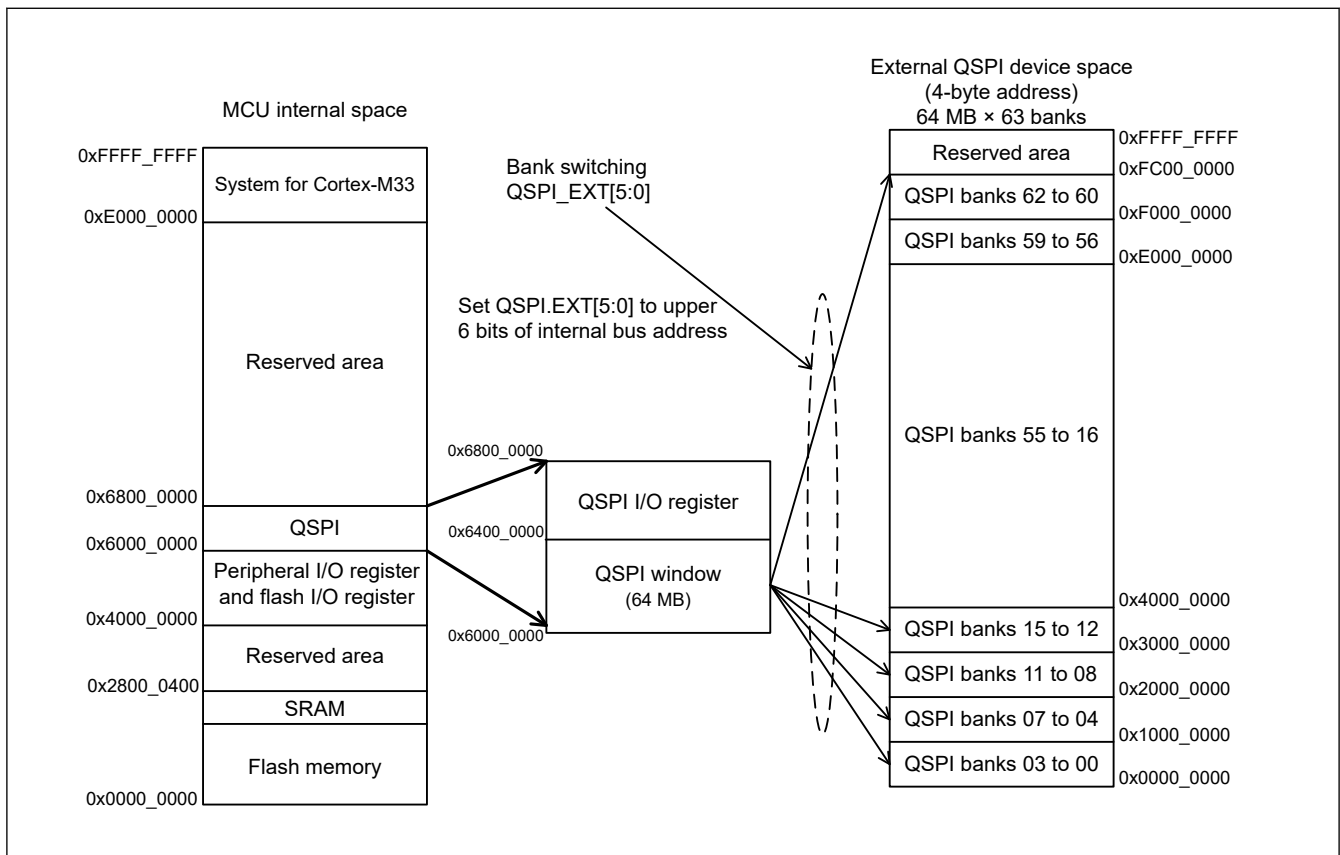 MCU internal space
0xFFFF_FFFF
System for Cortex-M33
0xE000_0000
Reserved area
0x6800_0000
QSPI
0x6000_0000
Peripheral I/O register
and flash I/O register
0x4000_0000
Reserved area
0x2800_0400
SRAM
Flash memory
0x0000_0000
Bank switching
QSPI_EXT[5:0]
Set QSPI.EXT[5:0] to upper
6 bits of internal bus address
0x6800_0000
QSPI I/O register
0x6400_0000
QSPI window
(64 MB)
0x6000_0000
External QSPI device space
(4-byte address)
64 MB × 63 banks
0xFFFF_FFFF
Reserved area
0xFC00_0000
QSPI banks 62 to 60
0xF000_0000
QSPI banks 59 to 56
0xE000_0000
QSPI banks 55 to 16
0x4000_0000
QSPI banks 15 to 12
0x3000_0000
QSPI banks 11 to 08
0x2000_0000
QSPI banks 07 to 04
0x1000_0000
QSPI banks 03 to 00
0x0000_0000